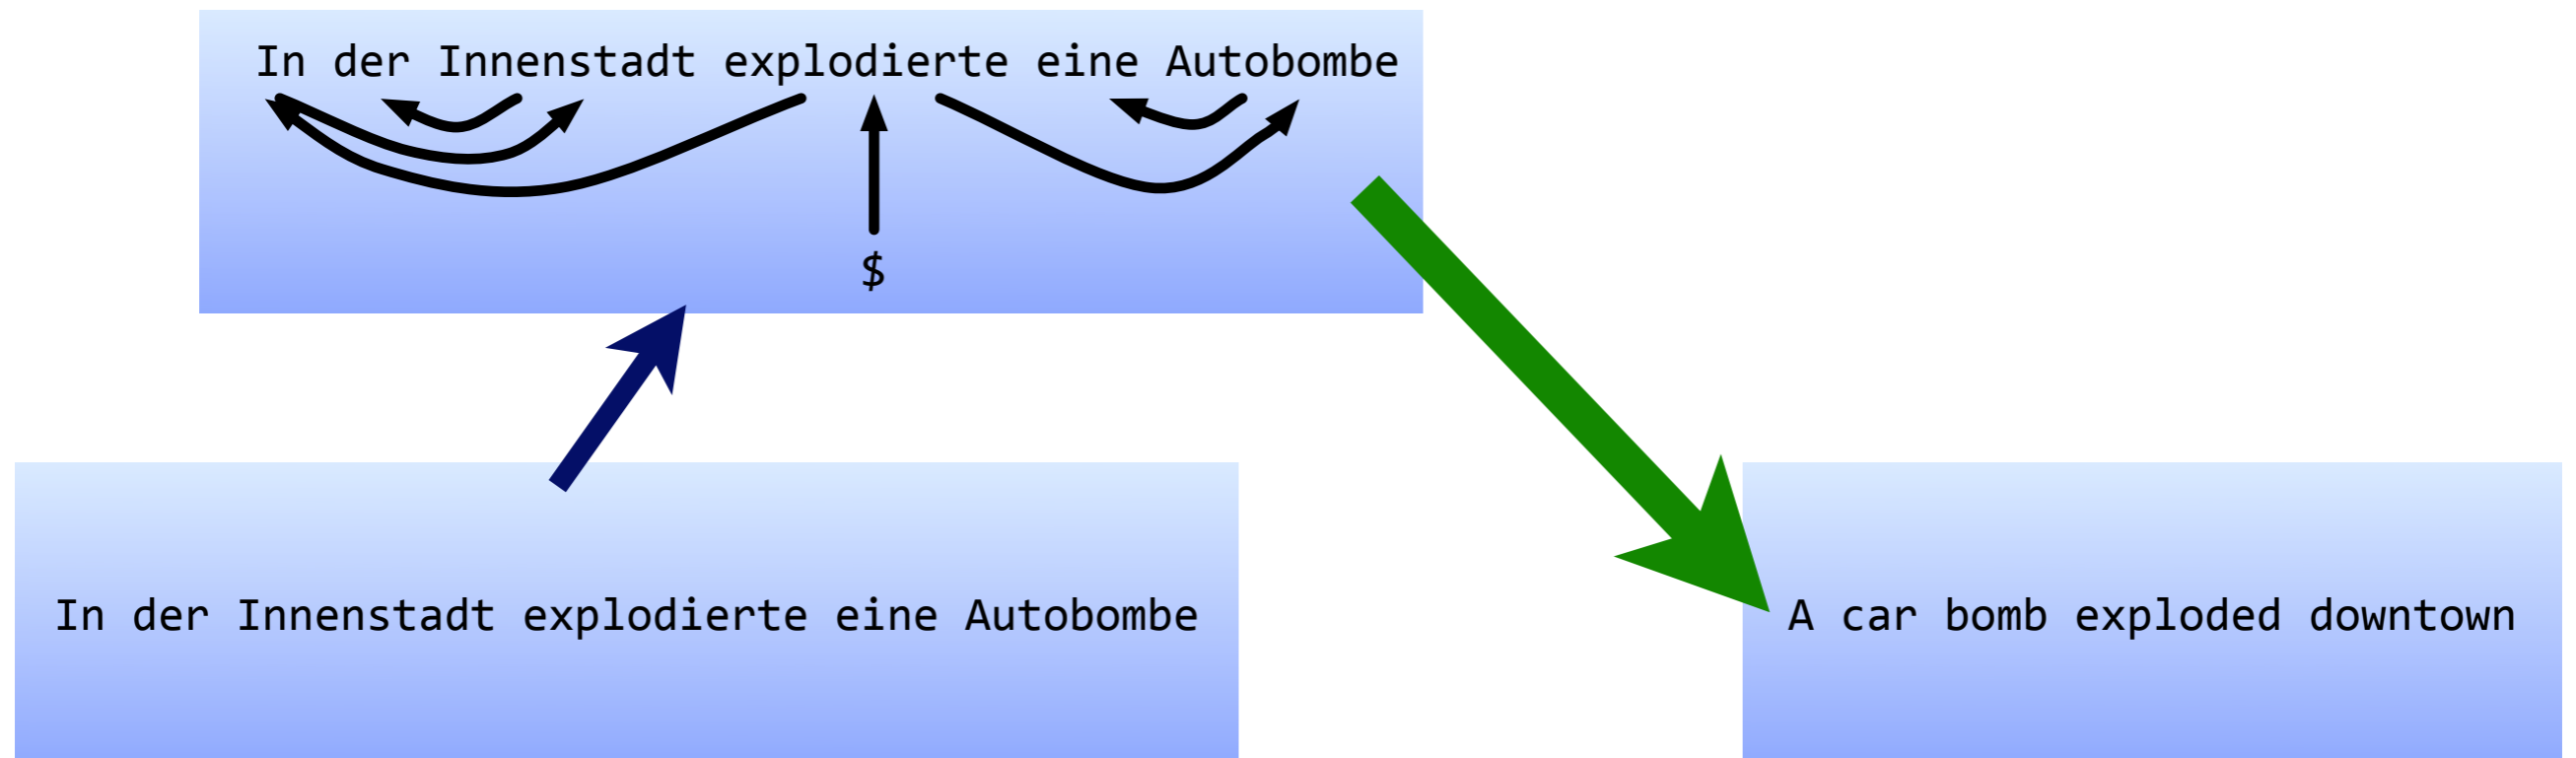 In der Innenstadt explodierte eine Autobombe
$
In der Innenstadt explodierte eine Autobombe
A car bomb exploded downtown